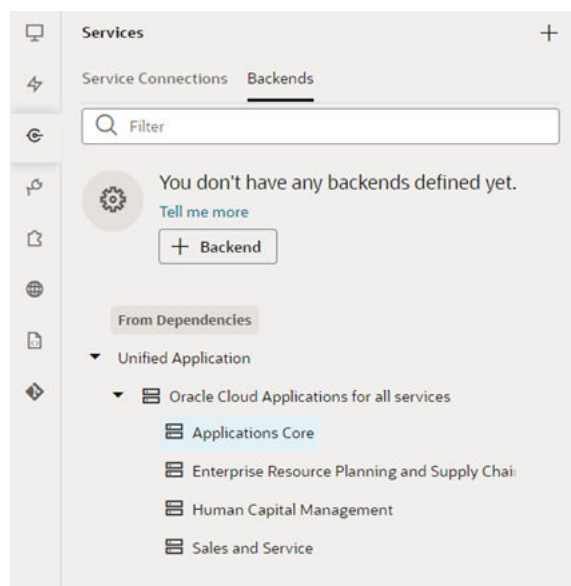 Services
Service Connections Backends
Filter
You don't have any backends defined yet.
Tell me more
+ Backend
From Dependencies
Unified Application
Oracle Cloud Applications for all services
Applications Core
Enterprise Resource Planning and Supply Chai
Human Capital Management
Sales and Service